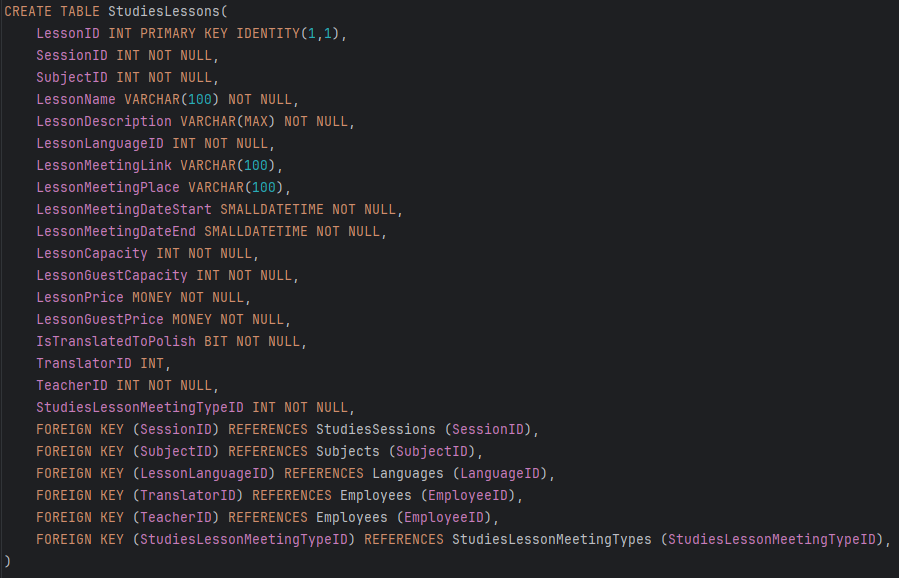 CREATE TABLE StudiesLessons(
    LessonID INT PRIMARY KEY IDENTITY(1,1),
    SessionID INT NOT NULL,
    SubjectID INT NOT NULL,
    LessonName VARCHAR(100) NOT NULL,
    LessonDescription VARCHAR(MAX) NOT NULL,
    LessonLanguageID INT NOT NULL,
    LessonMeetingLink VARCHAR(100),
    LessonMeetingPlace VARCHAR(100),
    LessonMeetingDateStart SMALLDATETIME NOT NULL,
    LessonMeetingDateEnd SMALLDATETIME NOT NULL,
    LessonCapacity INT NOT NULL,
    LessonGuestCapacity INT NOT NULL,
    LessonPrice MONEY NOT NULL,
    LessonGuestPrice MONEY NOT NULL,
    IsTranslatedToPolish BIT NOT NULL,
    TranslatorID INT,
    TeacherID INT NOT NULL,
    StudiesLessonMeetingTypeID INT NOT NULL,
    FOREIGN KEY (SessionID) REFERENCES StudiesSessions (SessionID),
    FOREIGN KEY (SubjectID) REFERENCES Subjects (SubjectID),
    FOREIGN KEY (LessonLanguageID) REFERENCES Languages (LanguageID),
    FOREIGN KEY (TranslatorID) REFERENCES Employees (EmployeeID),
    FOREIGN KEY (TeacherID) REFERENCES Employees (EmployeeID),
    FOREIGN KEY (StudiesLessonMeetingTypeID) REFERENCES StudiesLessonMeetingTypes (StudiesLessonMeetingTypeID),
)